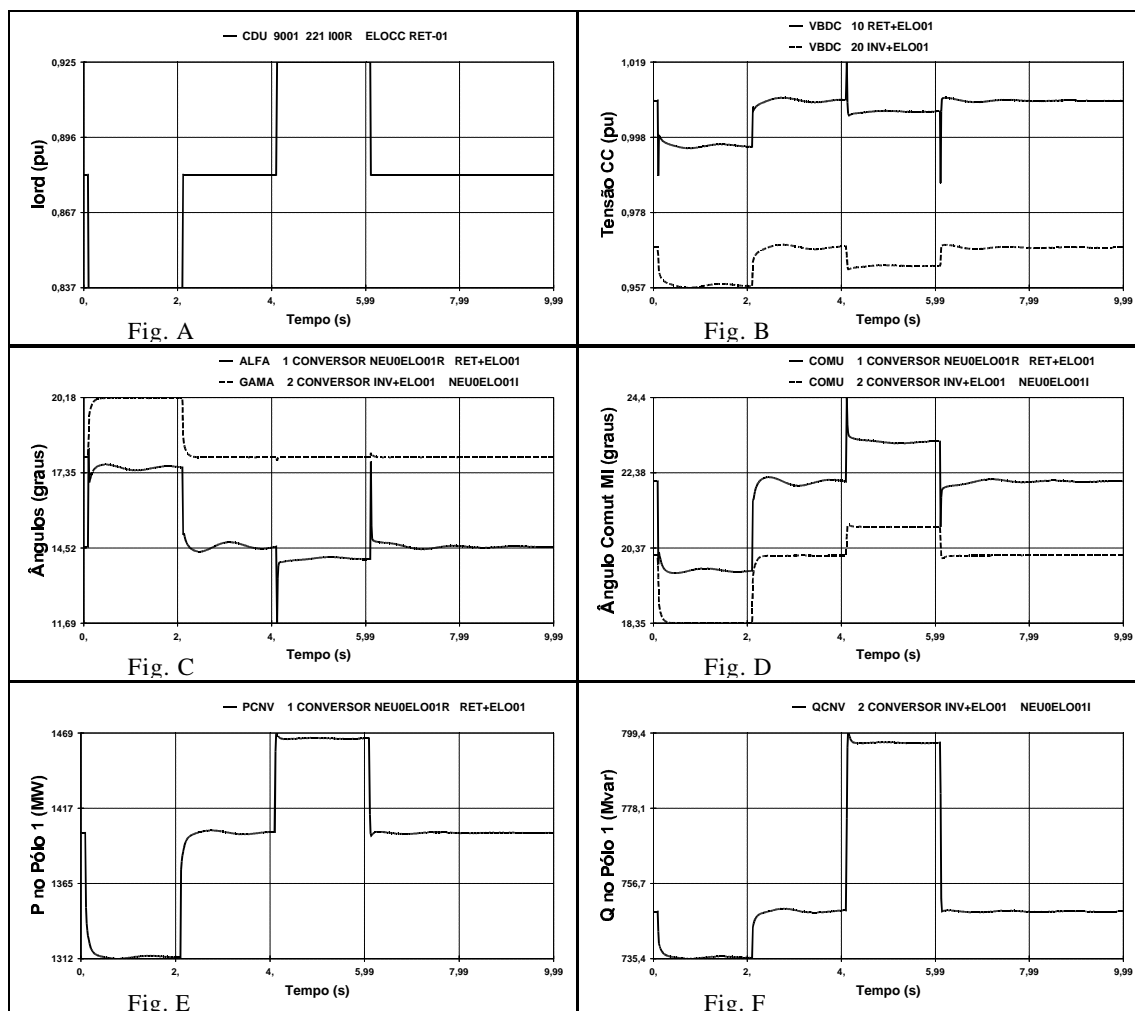 CDU 9001 221 I00R ELOCC RET-01
0,925
0,896
0,867
0,837
Iord (pu)
0, 2, 4, 5,99 7,99 9,99
Tempo (s)
Fig. A
VBDC 10 RET+ELO01
VBDC 20 INV+ELO01
1,019
0,998
0,978
0,957
Tensão CC (pu)
0, 2, 4, 5,99 7,99 9,99
Tempo (s)
Fig. B
ALFA 1 CONVERSOR NEU0ELO01R RET+ELO01
GAMA 2 CONVERSOR INV+ELO01 NEU0ELO01I
20,18
17,35
14,52
11,69
Ângulos (graus)
0, 2, 4, 5,99 7,99 9,99
Tempo (s)
Fig. C
COMU 1 CONVERSOR NEU0ELO01R RET+ELO01
COMU 2 CONVERSOR INV+ELO01 NEU0ELO01I
24,4
22,38
20,37
18,35
Ângulo Comut MI (graus)
0, 2, 4, 5,99 7,99 9,99
Tempo (s)
Fig. D
PCNV 1 CONVERSOR NEU0ELO01R RET+ELO01
1469
1417
1365
1312
P no Pólo 1 (MW)
0, 2, 4, 5,99 7,99 9,99
Tempo (s)
Fig. E
QCNV 2 CONVERSOR INV+ELO01 NEU0ELO01I
799,4
778,1
756,7
735,4
Q no Pólo 1 (Mvar)
0, 2, 4, 5,99 7,99 9,99
Tempo (s)
Fig. F